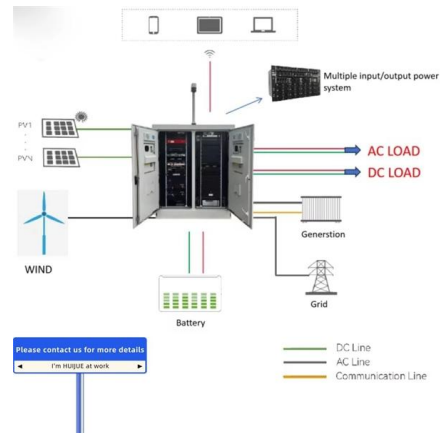 Multiple input/output power
system
PV1
PVN
AC LOAD
DC LOAD
Generstion
WIND
Grid
Battery
Please contact us for more details
I'm HUIJUE at work
DC Line
AC Line
Communication Line